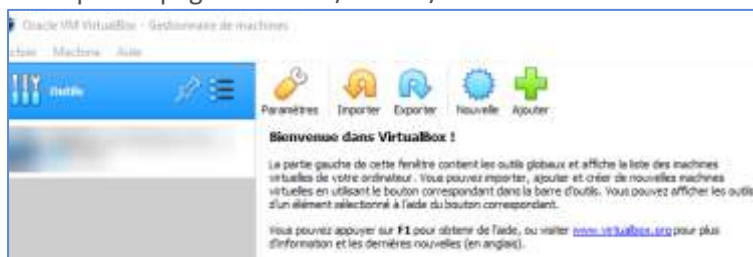 Oracle VM VirtualBox - Gestionnaire de machines
Machine Aide
Outils
Paramètres Importer Exporter Nouvelle Ajouter
Bienvenue dans VirtualBox !
La partie gauche de cette fenêtre contient les outils globaux et affiche la liste des machines
virtuelles de votre ordinateur. Vous pouvez importer, ajouter et créer de nouvelles machines
virtuelles en utilisant le bouton correspondant dans la barre d'outils. Vous pouvez afficher les outils
d'un élément sélectionné à l'aide du bouton correspondant.
Vous pouvez appuyer sur F1 pour obtenir de l'aide, ou visiter www.virtualbox.org pour plus
d'information et les dernières nouvelles (en anglais).